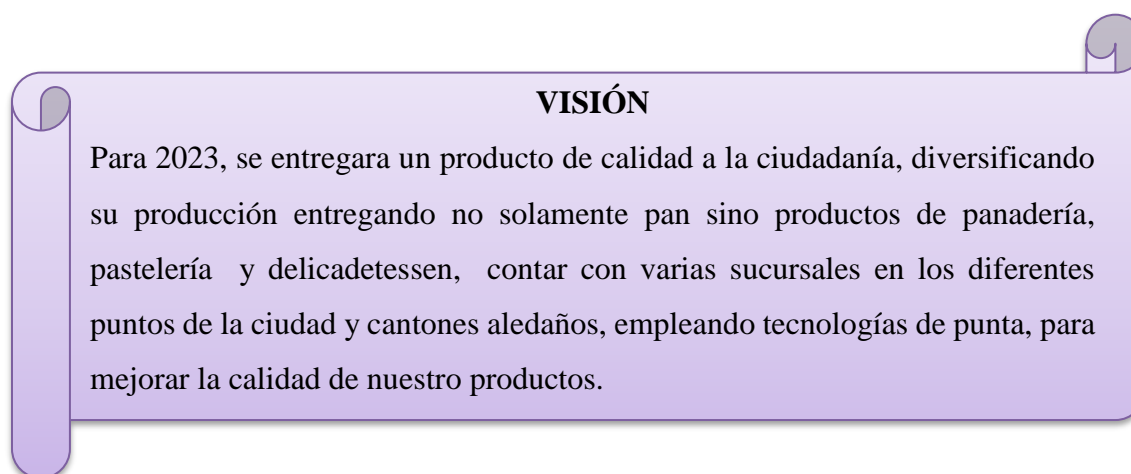 VISIÓN
Para 2023, se entregara un producto de calidad a la ciudadanía, diversificando
su producción entregando no solamente pan sino productos de panadería,
pastelería y delicadetessen, contar con varias sucursales en los diferentes
puntos de la ciudad y cantones aledaños, empleando tecnologías de punta, para
mejorar la calidad de nuestro productos.